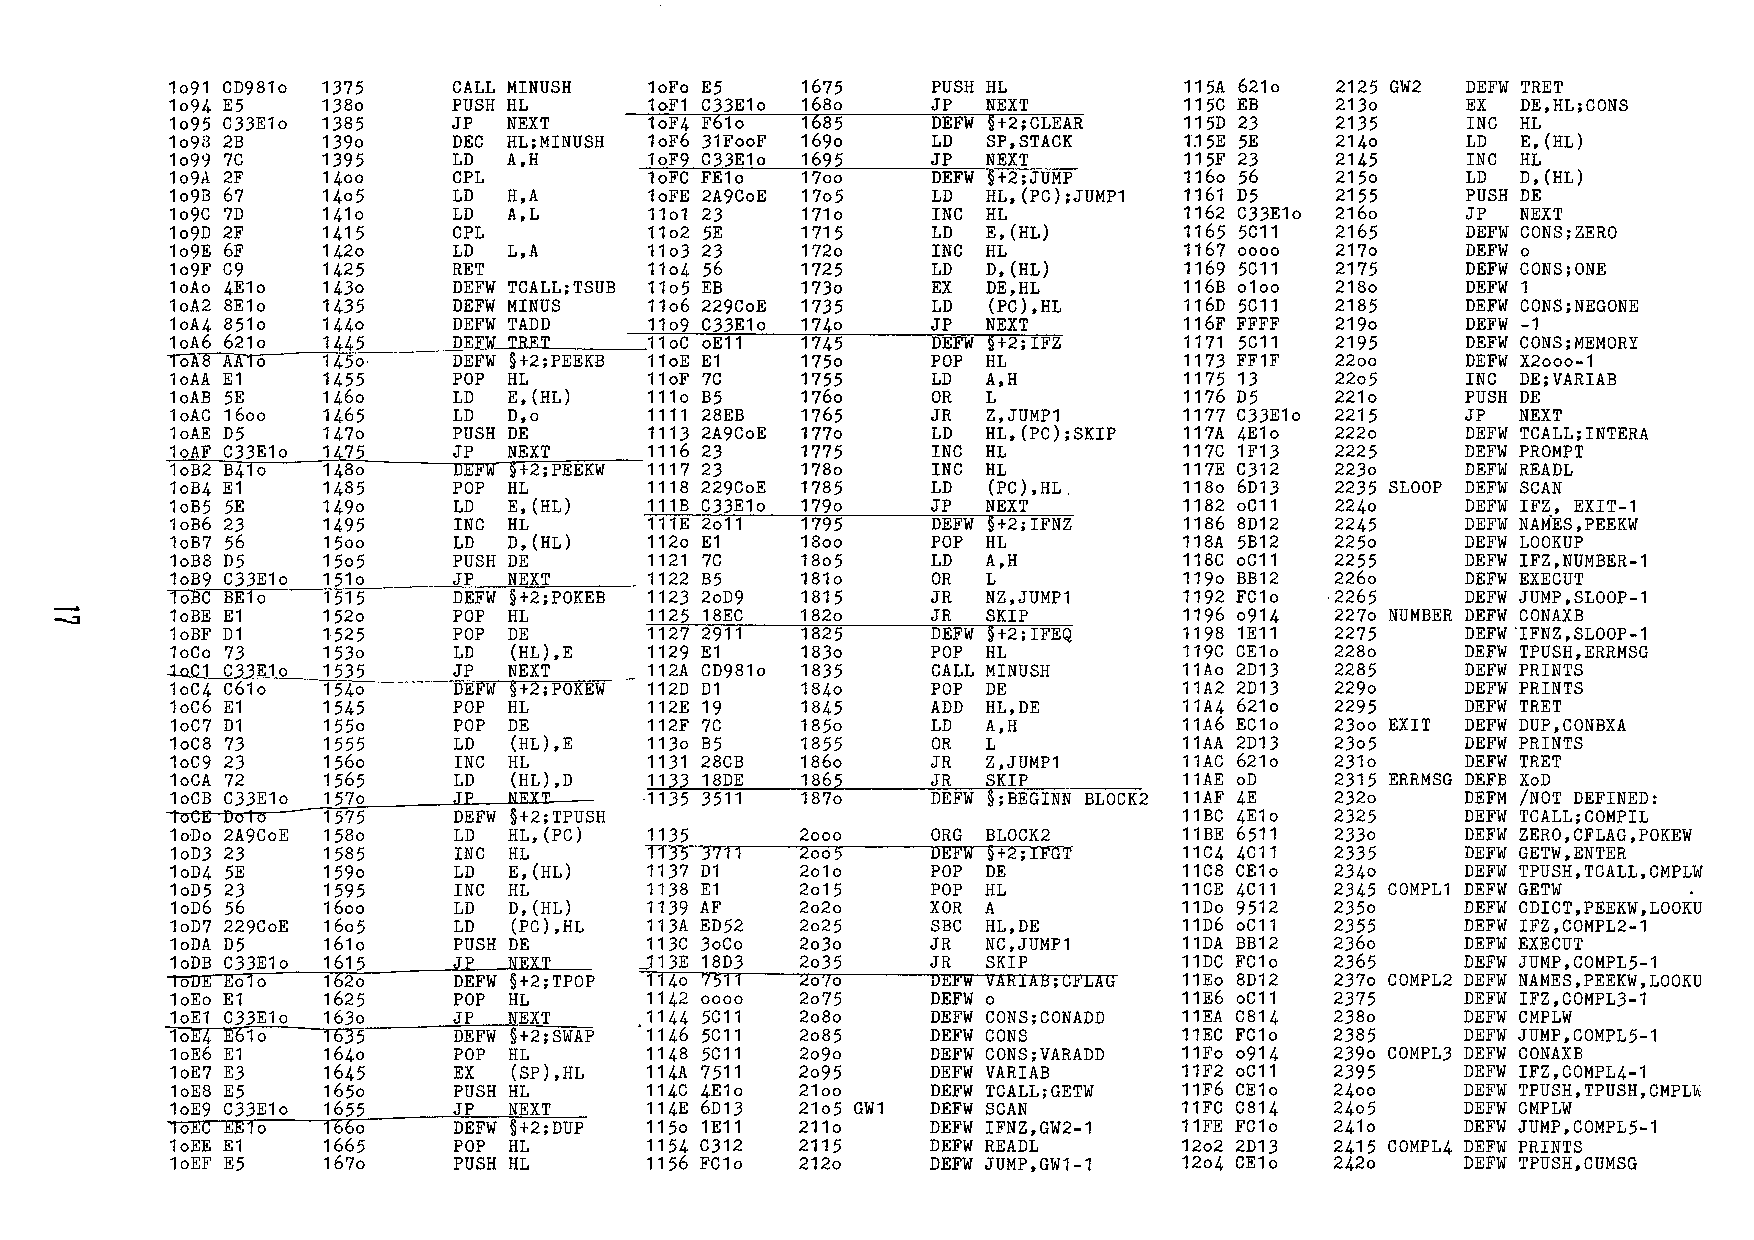 1o91 CD981o 1375 CALL MINUSH
1o94 E5 138o PUSH HL
1o95 C33E1o 1385 JP NEXT
1o98 2B 139o DEC HL;MINUSH
1o99 7C 1395 LD A,H
1o9A 2F 14oo CPL
1o9B 67 14o5 LD H,A
1o9C 7D 141o LD A,L
1o9D 2F 1415 CPL
1o9E 6F 142o LD L,A
1o9F C9 1425 RET
1oAo 4E1o 143o DEFW TCALL;TSUB
1oA2 8E1o 1435 DEFW MINUS
1oA4 851o 144o DEFW TADD
1oA6 621o 1445 DEFW TRET
1oA8 AA1o 145o DEFW §+2;PEEKB
1oAA E1 1455 POP HL
1oAB 5E 146o LD E,(HL)
1oAC 16oo 1465 LD D,o
1oAE D5 147o PUSH DE
1oAF C33E1o 1475 JP NEXT
1oB2 B41o 148o DEFW §+2;PEEKW
1oB4 E1 1485 POP HL
1oB5 5E 149o LD E,(HL)
1oB6 23 1495 INC HL
1oB7 56 15oo LD D,(HL)
1oB8 D5 15o5 PUSH DE
1oB9 C33E1o 151o JP NEXT
1oBC BE1o 1515 DEFW §+2;POKEB
1oBE E1 152o POP HL
1oBF D1 1525 POP DE
1oCo 73 153o LD (HL),E
1oC1 C33E1o 1535 JP NEXT
1oC4 C61o 154o DEFW §+2;POKEW
1oC6 E1 1545 POP HL
1oC7 D1 155o POP DE
1oC8 73 1555 LD (HL),E
1oC9 23 156o INC HL
1oCA 72 1565 LD (HL),D
1oCB C33E1o 157o JP NEXT
1oCE Do1o 1575 DEFW §+2;TPUSH
1oDo 2A9CoE 158o LD HL,(PC)
1oD3 23 1585 INC HL
1oD4 5E 159o LD E,(HL)
1oD5 23 1595 INC HL
1oD6 56 16oo LD D,(HL)
1oD7 229CoE 16o5 LD (PC),HL
1oDA D5 161o PUSH DE
1oDB C33E1o 1615 JP NEXT
1oDE Eo1o 162o DEFW §+2;TPOP
1oEo E1 1625 POP HL
1oE1 C33E1o 163o JP NEXT
1oE4 E61o 1635 DEFW §+2;SWAP
1oE6 E1 164o POP HL
1oE7 E3 1645 EX (SP),HL
1oE8 E5 165o PUSH HL
1oE9 C33E1o 1655 JP NEXT
1oEC EE1o 166o DEFW §+2;DUP
1oEE E1 1665 POP HL
1oEF E5 167o PUSH HL
1oFo E5 1675 PUSH HL
1oF1 C33E1o 168o JP NEXT
1oF4 F61o 1685 DEFW §+2;CLEAR
1oF6 31FooF 169o LD SP,STACK
1oF9 C33E1o 1695 JP NEXT
1oFC FE1o 17oo DEFW §+2;JUMP
1oFE 2A9CoE 17o5 LD HL,(PC);JUMP1
11o1 23 171o INC HL
11o2 5E 1715 LD E,(HL)
11o3 23 172o INC HL
11o4 56 1725 LD D,(HL)
11o5 EB 173o EX DE,HL
11o6 229CoE 1735 LD (PC),HL
11o9 C33E1o 174o JP NEXT
11oC oE11 1745 DEFW §+2;IFZ
11oE E1 175o POP HL
11oF 7C 1755 LD A,H
111o B5 176o OR L
1111 28EB 1765 JR Z,JUMP1
1113 2A9CoE 177o LD HL,(PC);SKIP
1116 23 1775 INC HL
1117 23 178o INC HL
1118 229CoE 1785 LD (PC),HL
111B C33E1o 179o JP NEXT
111E 2o11 1795 DEFW §+2;IFNZ
112o E1 18oo POP HL
1121 7C 18o5 LD A,H
1122 B5 181o OR L
1123 2oD9 1815 JR NZ,JUMP1
1125 18EC 182o JR SKIP
1127 2911 1825 DEFW §+2;IFEQ
1129 E1 183o POP HL
112A CD981o 1835 CALL MINUSH
112D D1 184o POP DE
112E 19 1845 ADD HL,DE
112F 7C 185o LD A,H
113o B5 1855 OR L
1131 28CB 186o JR Z,JUMP1
1133 18DE 1865 JR SKIP
1135 3511 187o DEFW §;BEGINN BLOCK2
1135 2ooo ORG BLOCK2
1135 3711 2oo5 DEFW §+2;IFGT
1137 D1 2o1o POP DE
1138 E1 2o15 POP HL
1139 AF 2o2o XOR A
113A ED52 2o25 SBC HL,DE
113C 3oCo 2o3o JR NC,JUMP1
113E 18D3 2o35 JR SKIP
114o 7511 2o7o DEFW VARIAB;CFLAG
1142 oooo 2o75 DEFW o
1144 5C11 2o8o DEFW CONS;CONADD
1146 5C11 2o85 DEFW CONS
1148 5C11 2o9o DEFW CONS;VARADD
114A 7511 2o95 DEFW VARIAB
114C 4E1o 21oo DEFW TCALL;GETW
114E 6D13 21o5 GW1 DEFW SCAN
115o 1E11 211o DEFW IFNZ,GW2-1
1154 C312 2115 DEFW READL
1156 FC1o 212o DEFW JUMP,GW1-1
115A 621o 2125 GW2 DEFW TRET
115C EB 213o EX DE,HL;CONS
115D 23 2135 INC HL
115E 5E 214o LD E,(HL)
115F 23 2145 INC HL
116o 56 215o LD D,(HL)
1161 D5 2155 PUSH DE
1162 C33E1o 216o JP NEXT
1165 5C11 2165 DEFW CONS;ZERO
1167 oooo 217o DEFW o
1169 5C11 2175 DEFW CONS;ONE
116B o1oo 218o DEFW 1
116D 5C11 2185 DEFW CONS;NEGONE
116F FFFF 219o DEFW -1
1171 5C11 2195 DEFW CONS;MEMORY
1173 FF1F 22oo DEFW X2ooo-1
1175 13 22o5 INC DE;VARIAB
1176 D5 221o PUSH DE
1177 C33E1o 2215 JP NEXT
117A 4E1o 222o DEFW TCALL;INTERA
117C 1F13 2225 DEFW PROMPT
117E C312 223o DEFW READL
118o 6D13 2235 SLOOP DEFW SCAN
1182 oC11 224o DEFW IFZ, EXIT-1
1186 8D12 2245 DEFW NAMES,PEEKW
118A 5B12 225o DEFW LOOKUP
118C oC11 2255 DEFW IFZ,NUMBER-1
119o BB12 226o DEFW EXECUT
1192 FC1o 2265 DEFW JUMP,SLOOP-1
1196 o914 227o NUMBER DEFW CONAXB
1198 1E11 2275 DEFW IFNZ,SLOOP-1
119C CE1o 228o DEFW TPUSH,ERRMSG
11Ao 2D13 2285 DEFW PRINTS
11A2 2D13 229o DEFW PRINTS
11A4 621o 2295 DEFW TRET
11A6 EC1o 23oo EXIT DEFW DUP,CONBXA
11AA 2D13 23o5 DEFW PRINTS
11AC 621o 231o DEFW TRET
11AE oD 2315 ERRMSG DEFB XoD
11AF 4E 232o DEFM /NOT DEFINED:
11BC 4E1o 2325 DEFW TCALL;COMPIL
11BE 6511 233o DEFW ZERO,CFLAG,POKEW
11C4 4C11 2335 DEFW GETW,ENTER
11C8 CE1o 234o DEFW TPUSH,TCALL,CMPLW
11CE 4C11 2345 COMPL1 DEFW GETW
11Do 9512 235o DEFW CDICT,PEEKW,LOOKU
11D6 oC11 2355 DEFW IFZ,COMPL2-1
11DA BB12 236o DEFW EXECUT
11DC FC1o 2365 DEFW JUMP,COMPL5-1
11Eo 8D12 237o COMPL2 DEFW NAMES,PEEKW,LOOKU
11E6 oC11 2375 DEFW IFZ,COMPL3-1
11EA C814 238o DEFW CMPLW
11EC FC1o 2385 DEFW JUMP,COMPL5-1
11Fo o914 239o COMPL3 DEFW CONAXB
11F2 oC11 2395 DEFW IFZ,COMPL4-1
11F6 CE1o 24oo DEFW TPUSH,TPUSH,CMPLW
11FC C814 24o5 DEFW CMPLW
11FE FC1o 241o DEFW JUMP,COMPL5-1
12o2 2D13 2415 COMPL4 DEFW PRINTS
12o4 CE1o 242o DEFW TPUSH,CUMSG
17